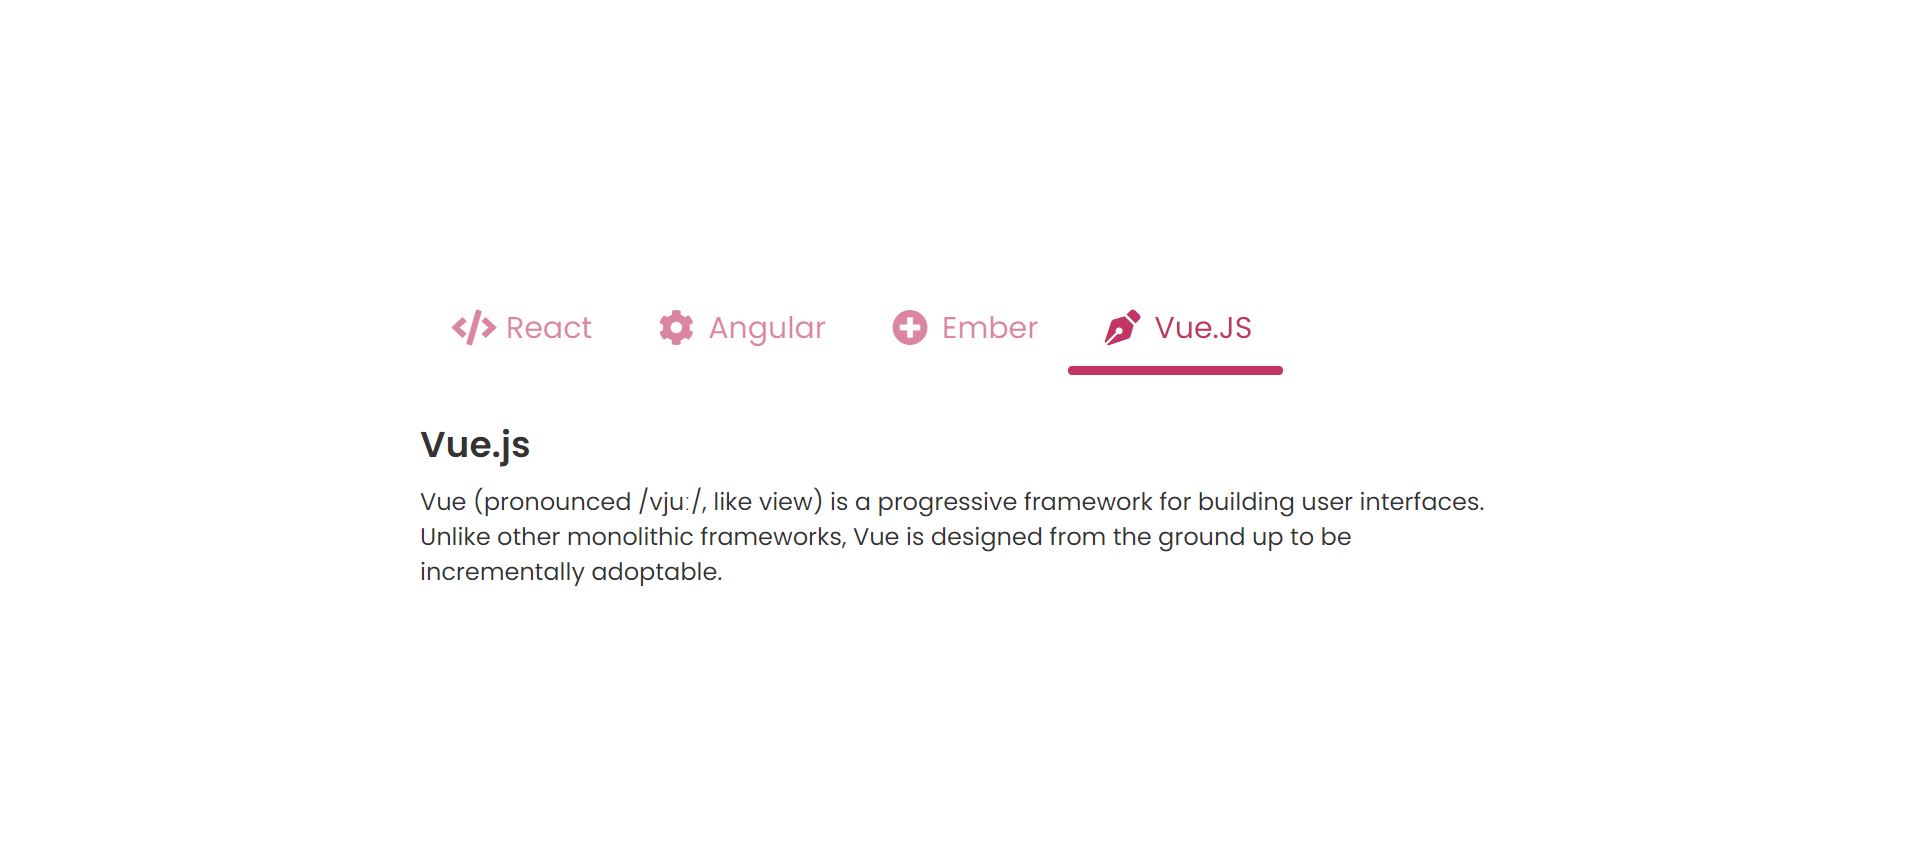 React Angular Ember Vue.JS
Vue.js
Vue (pronounced /vjuː/, like view) is a progressive framework for building user interfaces.
Unlike other monolithic frameworks, Vue is designed from the ground up to be
incrementally adoptable.